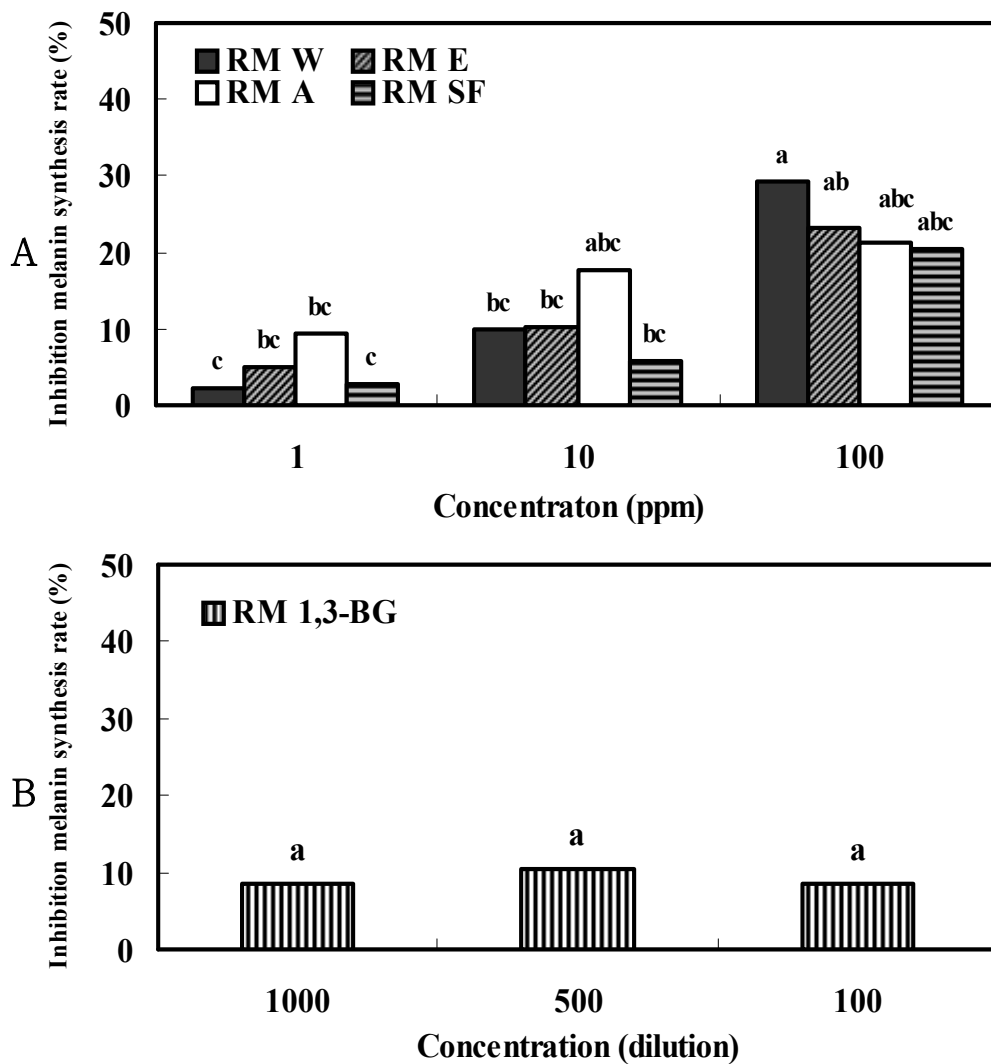 50
40
30
20
10
0
Inhibition melanin synthesis rate (%)
A
RM W
RM E
RM A
RM SF
c
bc
bc
c
bc
bc
abc
bc
a
ab
abc
abc
1
10
100
Concentraton (ppm)
50
40
30
20
10
0
Inhibition melanin synthesis rate (%)
B
RM 1,3-BG
a
a
a
1000
500
100
Concentration (dilution)